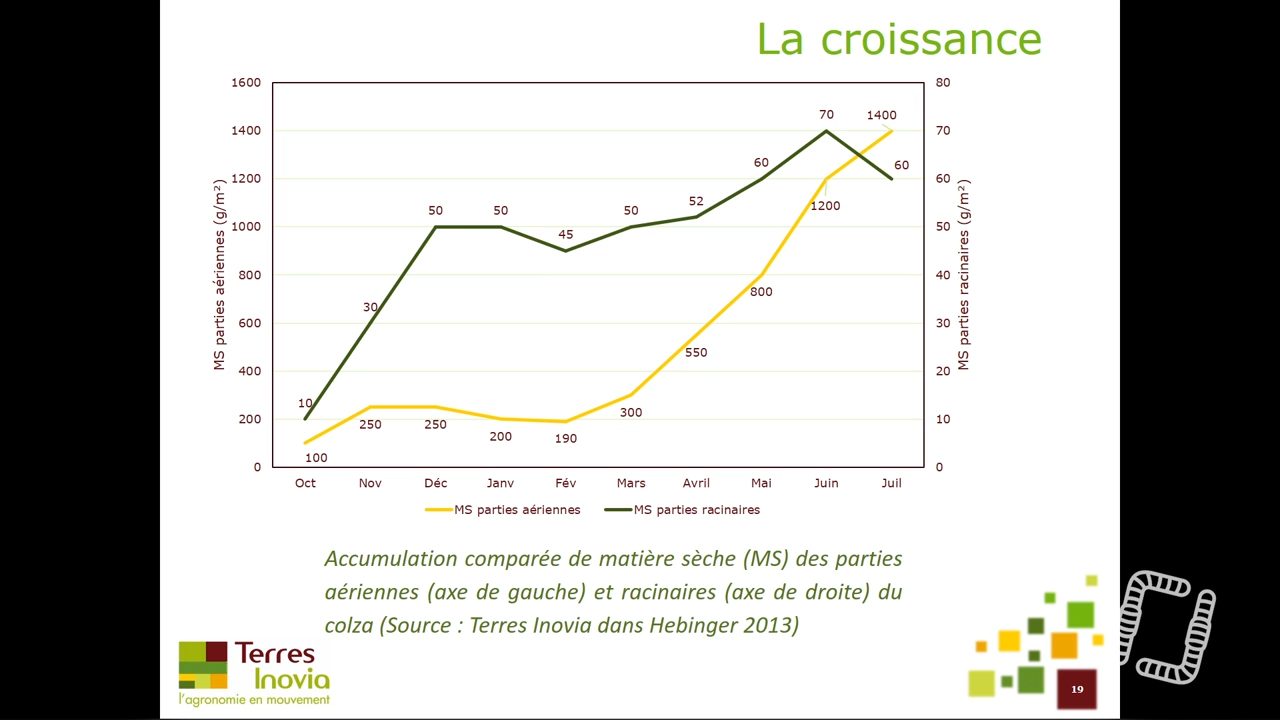 La croissance
1600
1400
1200
1000
800
600
400
200
0
MS parties aériennes (g/m²)
80
70
60
50
40
30
20
10
0
MS parties racinaires (g/m²)
10
30
50
50
45
50
52
60
70
60
100
250
250
200
190
300
550
800
1200
1400
Oct
Nov
Déc
Janv
Fév
Mars
Avril
Mai
Juin
Juil
MS parties aériennes
MS parties racinaires
Accumulation comparée de matière sèche (MS) des parties
aériennes (axe de gauche) et racinaires (axe de droite) du
colza (Source : Terres Inovia dans Hebinger 2013)
Terres
Inovia
l'agronomie en mouvement
19